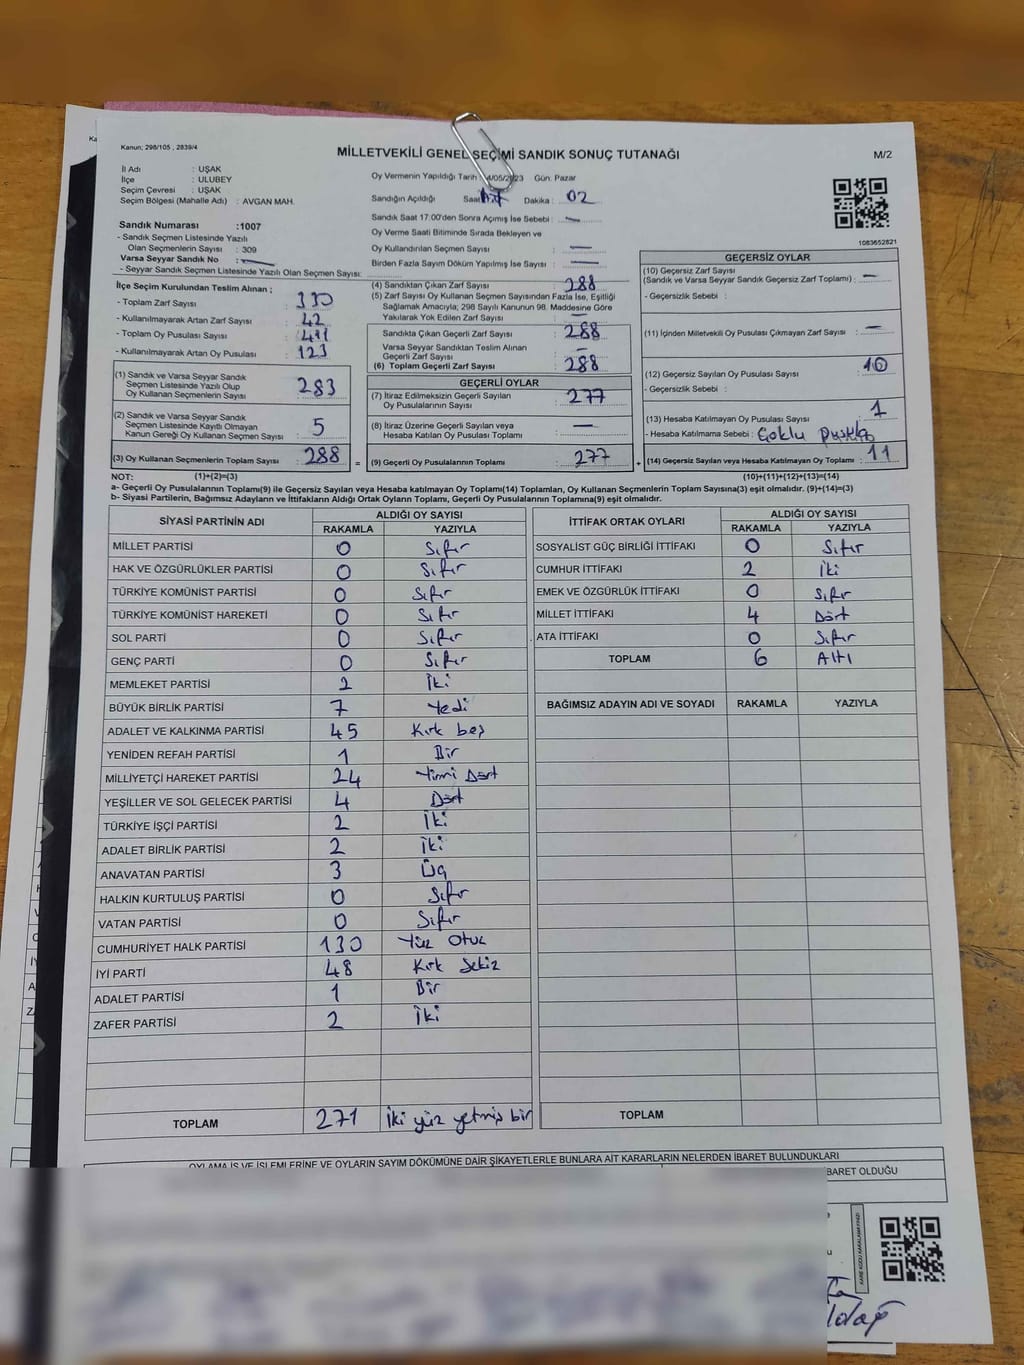 Kanun; 298/105 , 2839/4
MİLLETVEKİLİ GENEL SEÇİMİ SANDIK SONUÇ TUTANAĞI
M/2
İl Adı : UŞAK
İlçe : ULUBEY
Seçim Çevresi : UŞAK
Seçim Bölgesi (Mahalle Adı) : AVGAN MAH.
Sandık Numarası :1007
- Sandık Seçmen Listesinde Yazılı
Olan Seçmenlerin Sayısı : 309
Varsa Seyyar Sandık No : —
- Seyyar Sandık Seçmen Listesinde Yazılı Olan Seçmen Sayısı:
Oy Vermenin Yapıldığı Tarih : 4/05/2023 Gün. Pazar
Sandığın Açıldığı Saat Dakika : 02
Sandık Saat 17:00'den Sonra Açımış İse Sebebi : —
Oy Verme Saati Bitiminde Sırada Bekleyen ve
Oy Kullandırılan Seçmen Sayısı : —
Birden Fazla Sayım Döküm Yapılmış İse Sayısı : —
1083652821
İlçe Seçim Kurulundan Teslim Alınan ;
- Toplam Zarf Sayısı : 330
- Kullanılmayarak Artan Zarf Sayısı : 42
- Toplam Oy Pusulası Sayısı : 411
- Kullanılmayarak Artan Oy Pusulası : 123
(1) Sandık ve Varsa Seyyar Sandık
Seçmen Listesinde Yazılı Olup
Oy Kullanan Seçmenlerin Sayısı : 283
(2) Sandık ve Varsa Seyyar Sandık
Seçmen Listesinde Kayıtlı Olmayan
Kanun Gereği Oy Kullanan Seçmen Sayısı : 5
(3) Oy Kullanan Seçmenlerin Toplam Sayısı : 288 =
(4) Sandıktan Çıkan Zarf Sayısı : 288
(5) Zarf Sayısı Oy Kullanan Seçmen Sayısından Fazla İse, Eşitliği
Sağlamak Amacıyla; 298 Sayılı Kanunun 98. Maddesine Göre
Yakılarak Yok Edilen Zarf Sayısı : —
Sandıkta Çıkan Geçerli Zarf Sayısı : 288
Varsa Seyyar Sandıktan Teslim Alınan
Geçerli Zarf Sayısı : —
(6) Toplam Geçerli Zarf Sayısı : 288
GEÇERLİ OYLAR
(7) İtiraz Edilmeksizin Geçerli Sayılan
Oy Pusulalarının Sayısı : 277
(8) İtiraz Üzerine Geçerli Sayılan veya
Hesaba Katılan Oy Pusulaları Toplamı : —
(9) Geçerli Oy Pusulalarının Toplamı : 277 +
GEÇERSİZ OYLAR
(10) Geçersiz Zarf Sayısı
(Sandık ve Varsa Seyyar Sandık Geçersiz Zarf Toplamı) : —
- Geçersizlik Sebebi :
(11) İçinden Milletvekili Oy Pusulası Çıkmayan Zarf Sayısı : —
(12) Geçersiz Sayılan Oy Pusulası Sayısı : 10
- Geçersizlik Sebebi :
(13) Hesaba Katılmayan Oy Pusulası Sayısı : 1
- Hesaba Katılmama Sebebi : Çoklu
(14) Geçersiz Sayılan veya Hesaba Katılmayan Oy Toplamı : 11
NOT: (1)+(2)=(3) (10)+(11)+(12)+(13)=(14)
a- Geçerli Oy Pusulalarının Toplamı(9) ile Geçersiz Sayılan veya Hesaba Katılmayan Oy Toplamı(14) Toplamları, Oy Kullanan Seçmenlerin Toplam Sayısına(3) eşit olmalıdır. (9)+(14)=(3)
b- Siyasi Partilerin, Bağımsız Adayların ve İttifakların Aldığı Ortak Oyların Toplamı, Geçerli Oy Pusulalarının Toplamına(9) eşit olmalıdır.
SİYASİ PARTİNİN ADI ALDIĞI OY SAYISI
RAKAMLA YAZIYLA
MİLLET PARTİSİ 0 Sıfır
HAK VE ÖZGÜRLÜKLER PARTİSİ 0 Sıfır
TÜRKİYE KOMÜNİST PARTİSİ 0 Sıfır
TÜRKİYE KOMÜNİST HAREKETİ 0 Sıfır
SOL PARTİ 0 Sıfır
GENÇ PARTİ 0 Sıfır
MEMLEKET PARTİSİ 2 İki
BÜYÜK BİRLİK PARTİSİ 7 Yedi
ADALET VE KALKINMA PARTİSİ 45 Kırk beş
YENİDEN REFAH PARTİSİ 1 Bir
MİLLİYETÇİ HAREKET PARTİSİ 24 Yirmi Dört
YEŞİLLER VE SOL GELECEK PARTİSİ 4 Dört
TÜRKİYE İŞÇİ PARTİSİ 2 İki
ADALET BİRLİK PARTİSİ 2 İki
ANAVATAN PARTİSİ 3 Üç
HALKIN KURTULUŞ PARTİSİ 0 Sıfır
VATAN PARTİSİ 0 Sıfır
CUMHURİYET HALK PARTİSİ 130 Yüz Otuz
İYİ PARTİ 48 Kırk Sekiz
ADALET PARTİSİ 1 Bir
ZAFER PARTİSİ 2 İki
TOPLAM 271 İki yüz yetmiş bir
İTTİFAK ORTAK OYLARI ALDIĞI OY SAYISI
RAKAMLA YAZIYLA
SOSYALİST GÜÇ BİRLİĞİ İTTİFAKI 0 Sıfır
CUMHUR İTTİFAKI 2 İki
EMEK VE ÖZGÜRLÜK İTTİFAKI 0 Sıfır
MİLLET İTTİFAKI 4 Dört
ATA İTTİFAKI 0 Sıfır
TOPLAM 6 Altı
BAĞIMSIZ ADAYIN ADI VE SOYADI RAKAMLA YAZIYLA
TOPLAM
OYLAMA İŞ VE İŞLEMLERİNE VE OYLARIN SAYIM DÖKÜMÜNE DAİR ŞİKAYETLERLE BUNLARA AİT KARARLARIN NELERDEN İBARET BULUNDUKLARI
BARET OLDUĞU